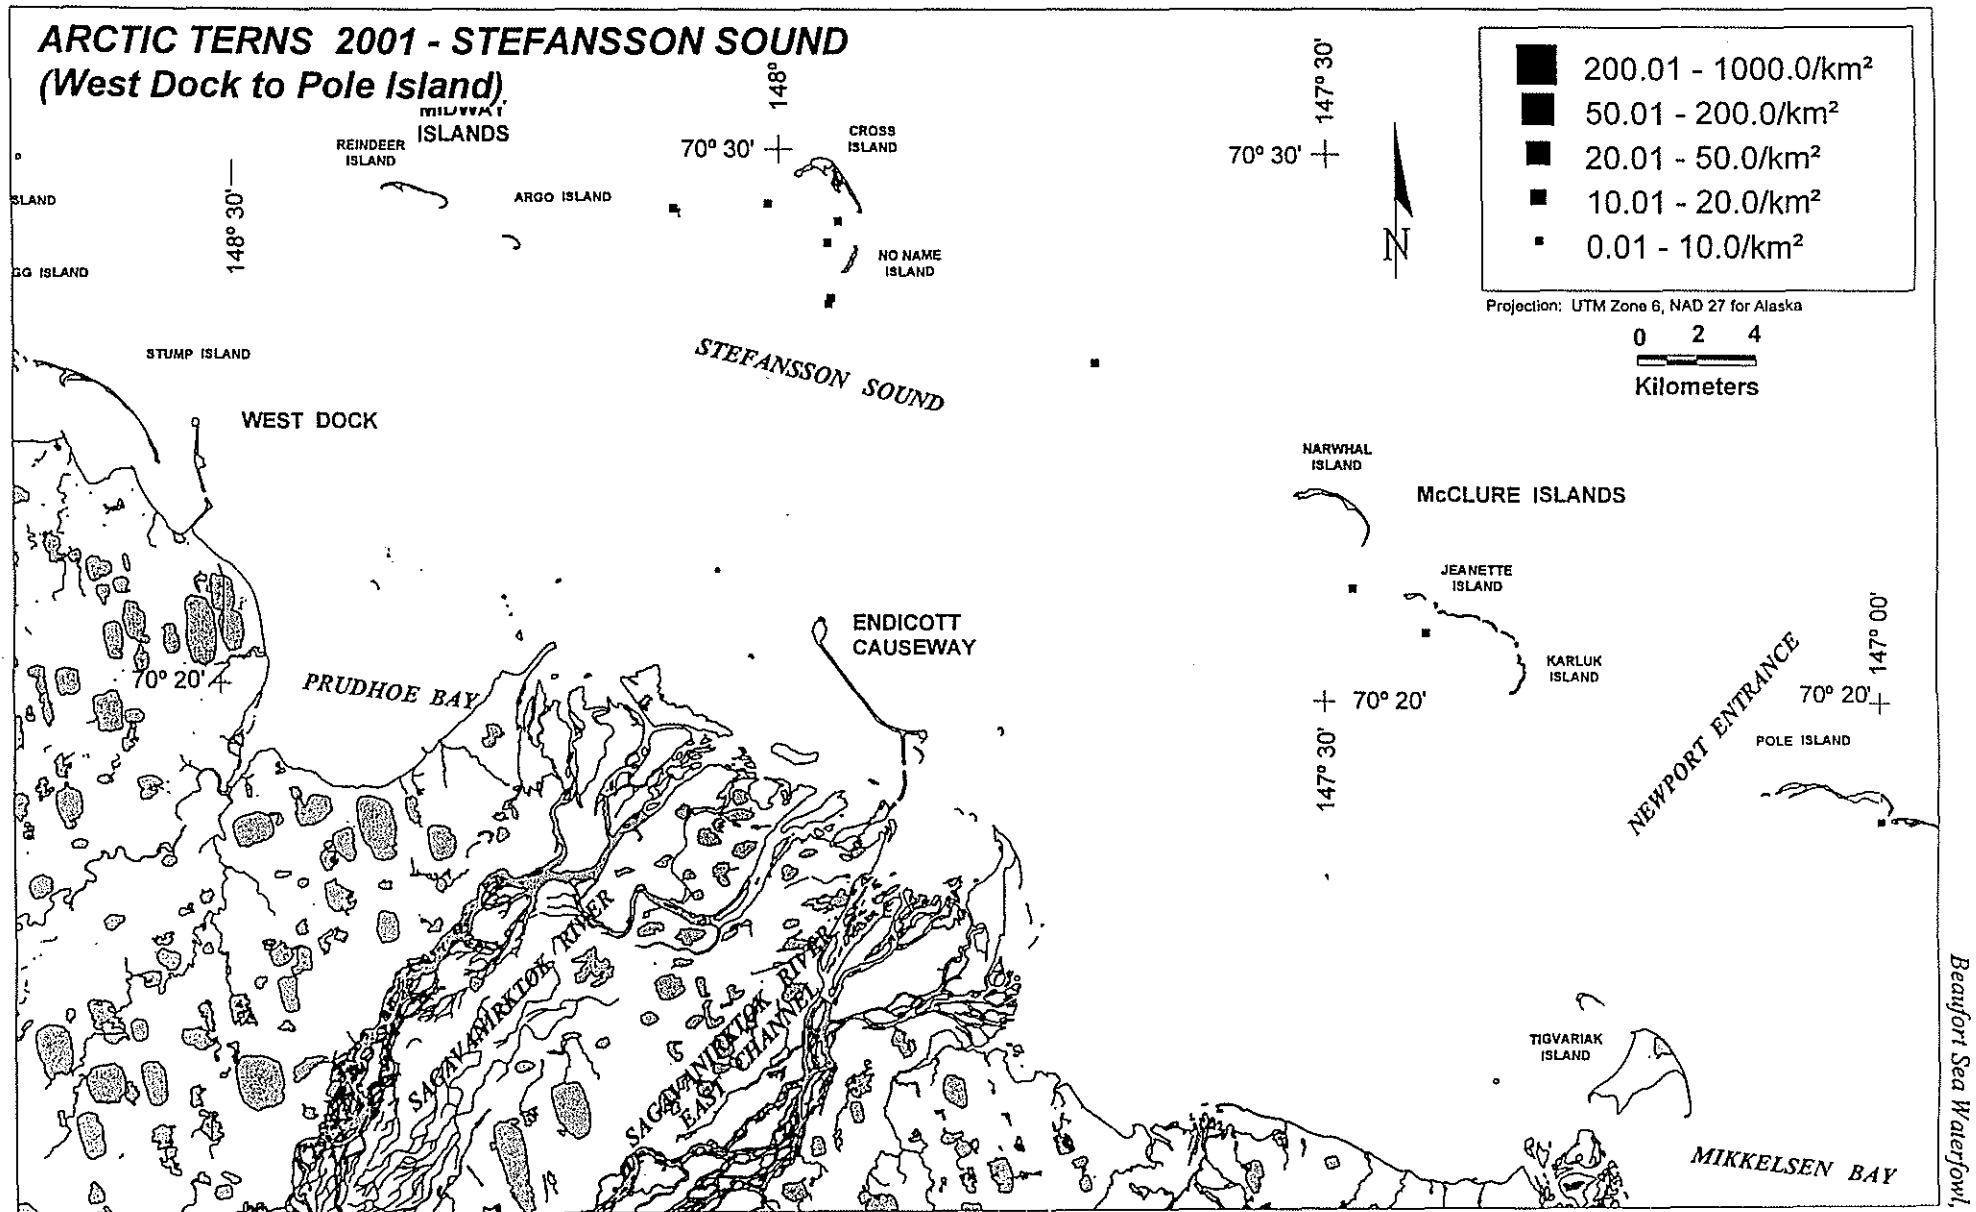 ARCTIC TERNS 2001 - STEFANSSON SOUND
(West Dock to Pole Island)
MIDWAY
ISLANDS
REINDEER
ISLAND
ARGO ISLAND
148°
70° 30'
CROSS
ISLAND
147° 30'
70° 30'
N
200.01 - 1000.0/km²
50.01 - 200.0/km²
20.01 - 50.0/km²
10.01 - 20.0/km²
0.01 - 10.0/km²
Projection: UTM Zone 6, NAD 27 for Alaska
0 2 4
Kilometers
SLAND
148° 30'
GG ISLAND
NO NAME
ISLAND
STUMP ISLAND
STEFANSSON SOUND
WEST DOCK
NARWHAL
ISLAND
McCLURE ISLANDS
JEANETTE
ISLAND
ENDICOTT
CAUSEWAY
KARLUK
ISLAND
147° 00'
70° 20'
PRUDHOE BAY
70° 20'
147° 30'
70° 20'
NEWPORT ENTRANCE
POLE ISLAND
SAGAVANIRKTOK RIVER
SAGAVANIRKTOK RIVER
EAST CHANNEL
TIGVARIAK
ISLAND
MIKKELSEN BAY
Beaufort Sea Waterfowl,